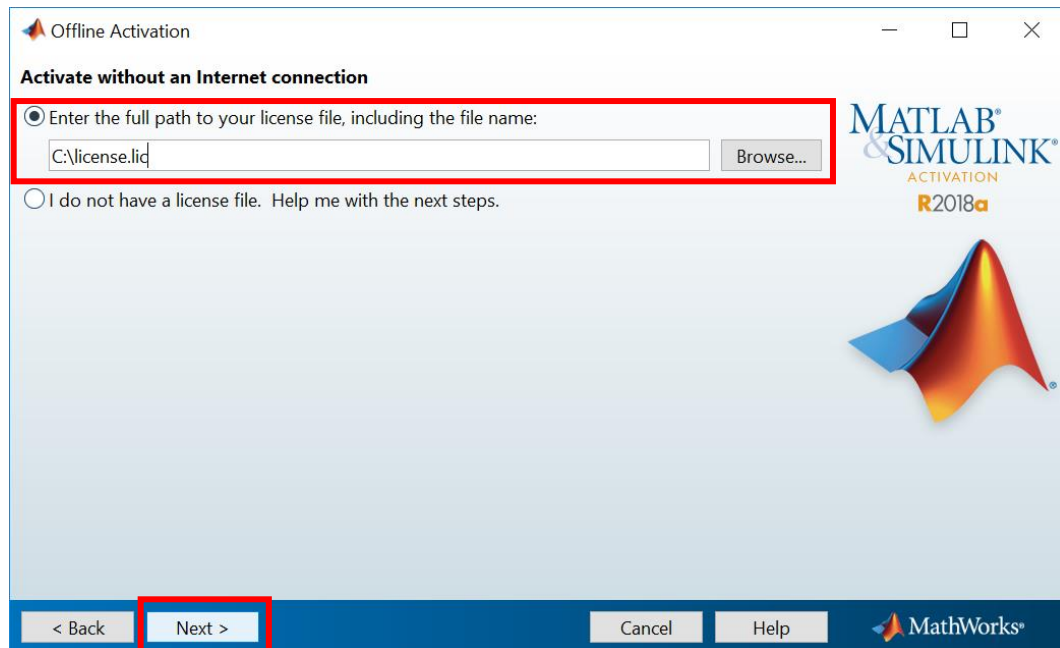 Offline Activation
Activate without an Internet connection
Enter the full path to your license file, including the file name:
C:\license.lic
Browse...
I do not have a license file. Help me with the next steps.
MATLAB®
&SIMULINK®
ACTIVATION
R2018a
®
< Back
Next >
Cancel
Help
MathWorks®